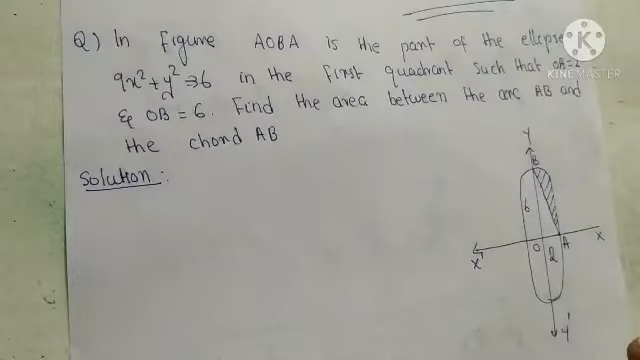 Q) In Figure AOBA is the part of the ellipse
9x² + y² = 36 in the first quadrant such that OA=2
& OB = 6. Find the area between the arc AB and
the chord AB
Solution:
KINEMASTER
Y
B
6
O
2
A
X
X'
Y'